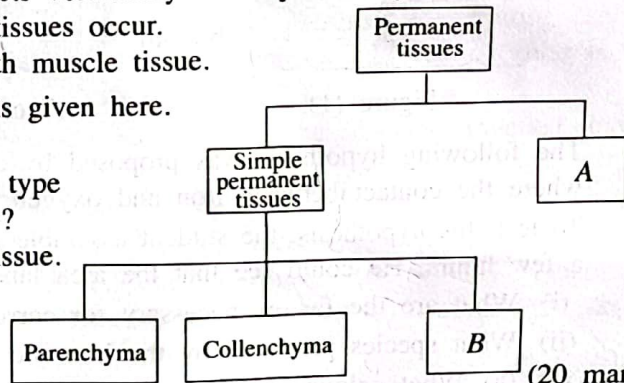 tissues occur.
h muscle tissue.
s given here.
type
?
issue.
Permanent
tissues
Simple
permanent
tissues
A
Parenchyma
Collenchyma
B
(20 mar